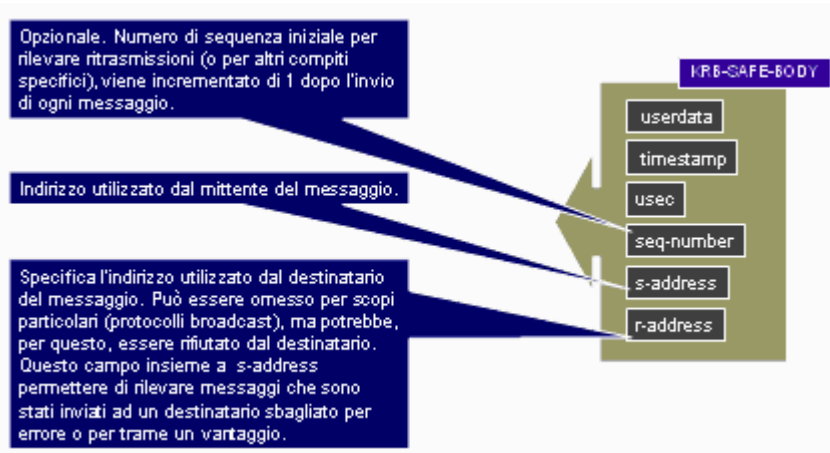 Opzionale. Numero di sequenza iniziale per
rilevare ritrasmissioni (o per altri compiti
specifici), viene incrementato di 1 dopo l'invio
di ogni messaggio.
Indirizzo utilizzato dal mittente del messaggio.
Specifica l'indirizzo utilizzato dal destinatario
del messaggio. Può essere omesso per scopi
particolari (protocolli broadcast), ma potrebbe,
per questo, essere rifiutato dal destinatario.
Questo campo insieme a s-address
permettere di rilevare messaggi che sono
stati inviati ad un destinatario sbagliato per
errore o per trarne un vantaggio.
KRB-SAFE-BODY
userdata
timestamp
usec
seq-number
s-address
r-address